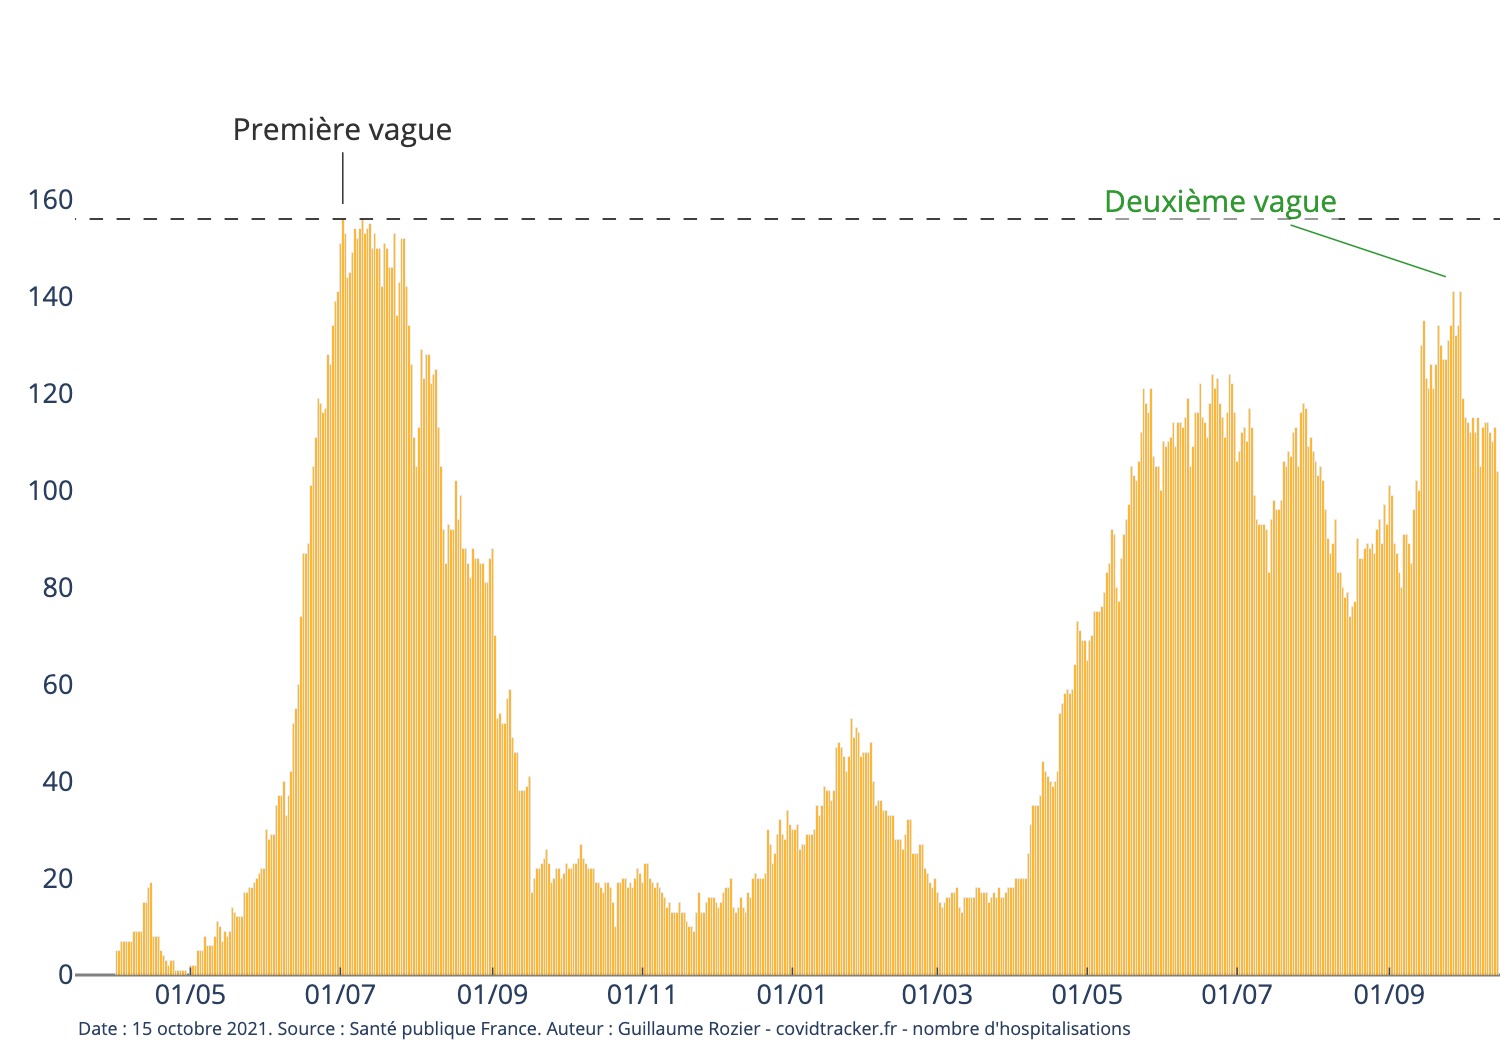 Première vague
160
Deuxième vague
140
120
100
80
60
40
20
0
01/05 01/07 01/09 01/11 01/01 01/03 01/05 01/07 01/09
Date : 15 octobre 2021. Source : Santé publique France. Auteur : Guillaume Rozier - covidtracker.fr - nombre d'hospitalisations